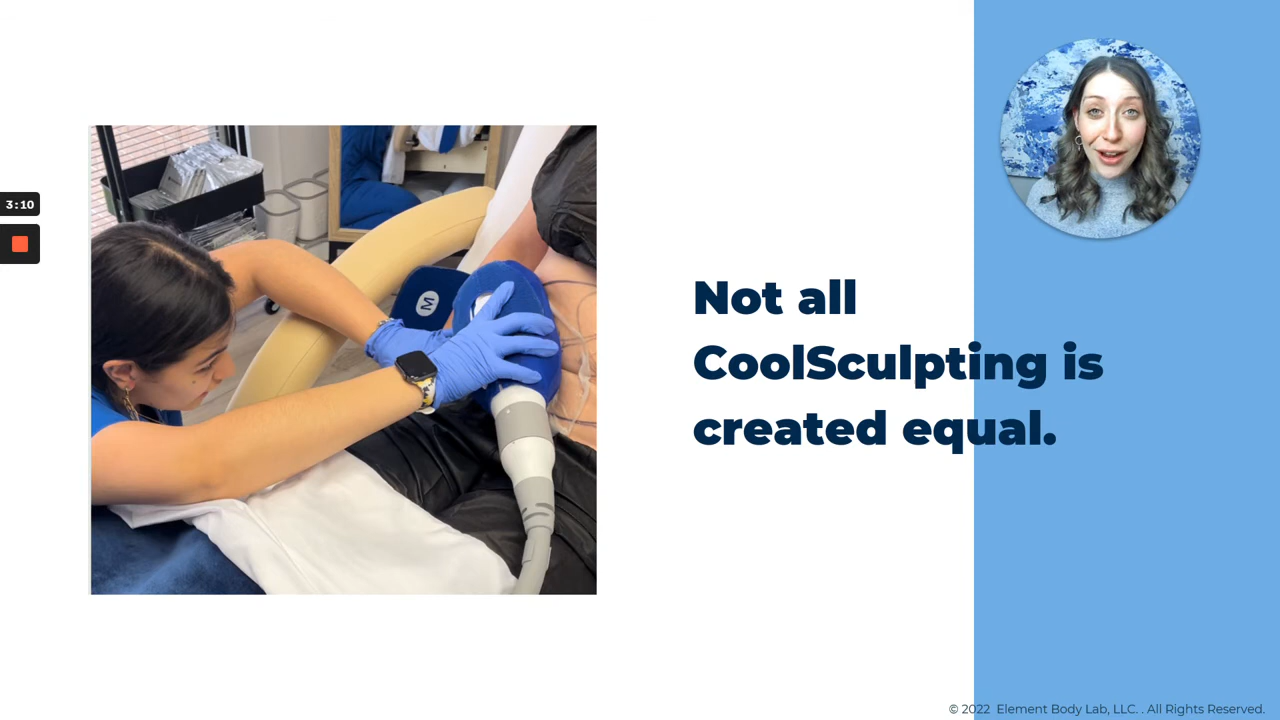 3:10
M
Not all
CoolSculpting is
created equal.
© 2022 Element Body Lab, LLC. . All Rights Reserved.